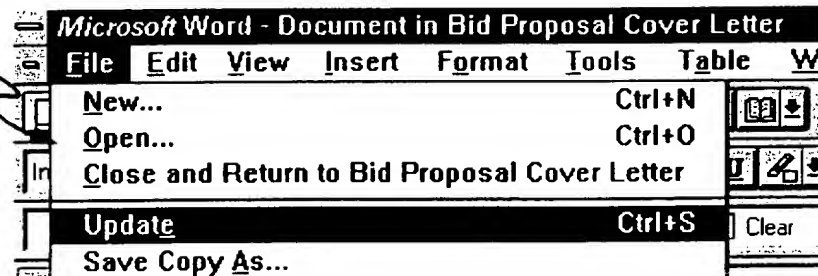 Microsoft Word - Document in Bid Proposal Cover Letter
File Edit View Insert Format Tools Table
New... Ctrl+N
Open... Ctrl+O
Close and Return to Bid Proposal Cover Letter
Update Ctrl+S Clear
Save Copy As...